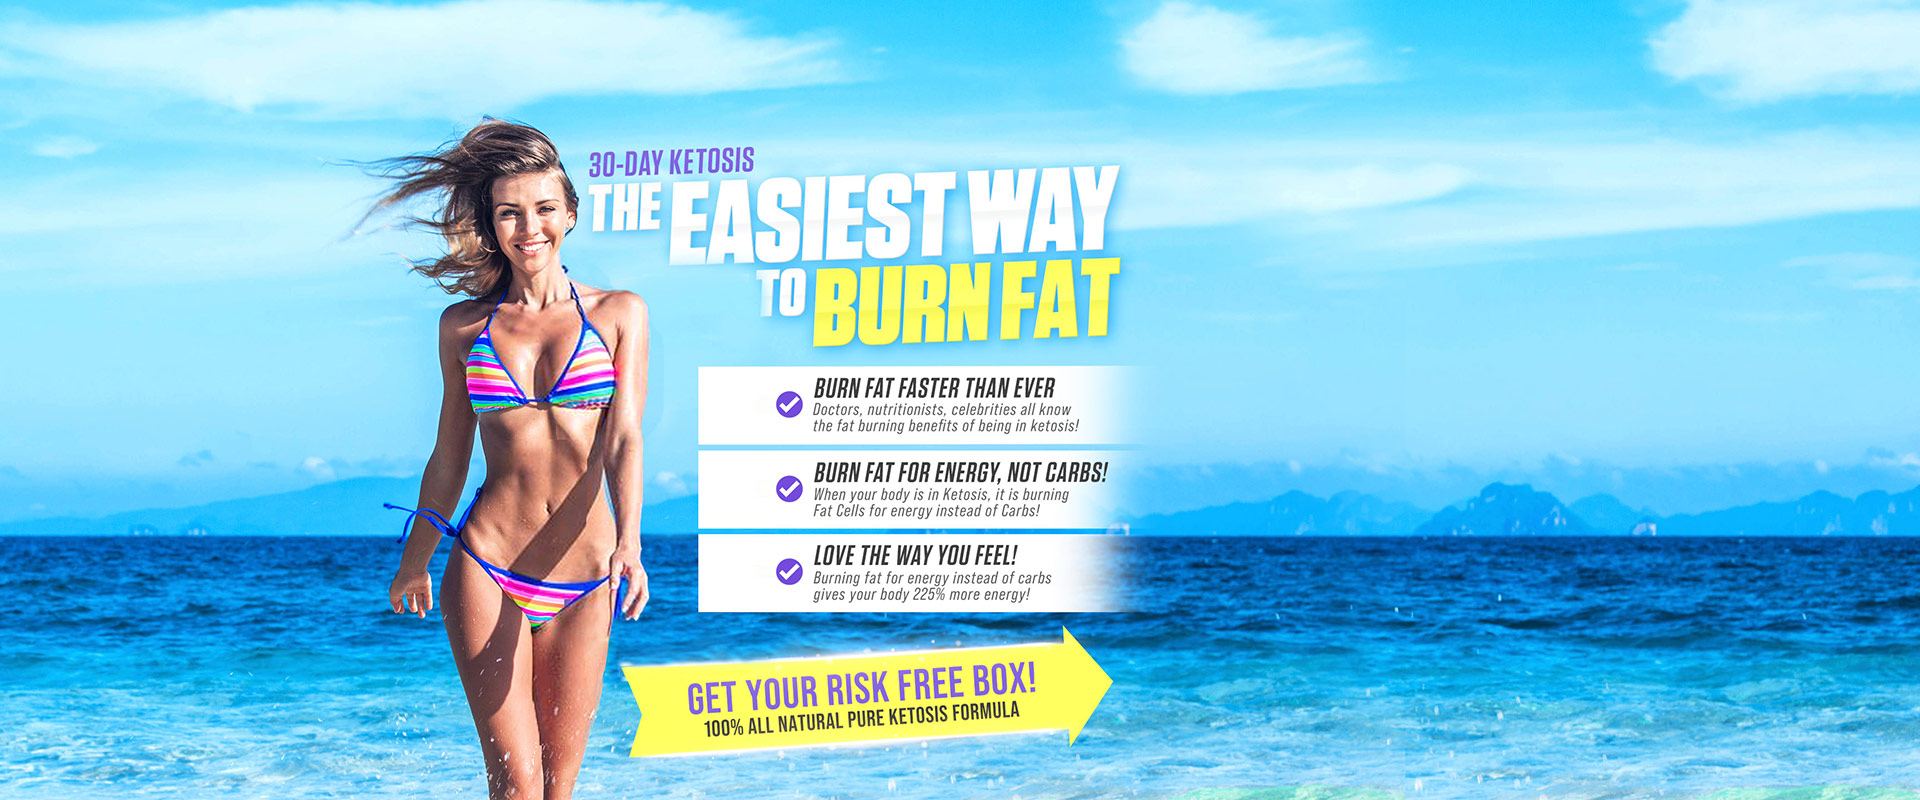 30-DAY KETOSIS
THE EASIEST WAY
TO BURN FAT
BURN FAT FASTER THAN EVER
Doctors, nutritionists, celebrities all know
the fat burning benefits of being in ketosis!
BURN FAT FOR ENERGY, NOT CARBS!
When your body is in Ketosis, it is burning
Fat Cells for energy instead of Carbs!
LOVE THE WAY YOU FEEL!
Burning fat for energy instead of carbs
gives your body 225% more energy!
GET YOUR RISK FREE BOX!
100% ALL NATURAL PURE KETOSIS FORMULA